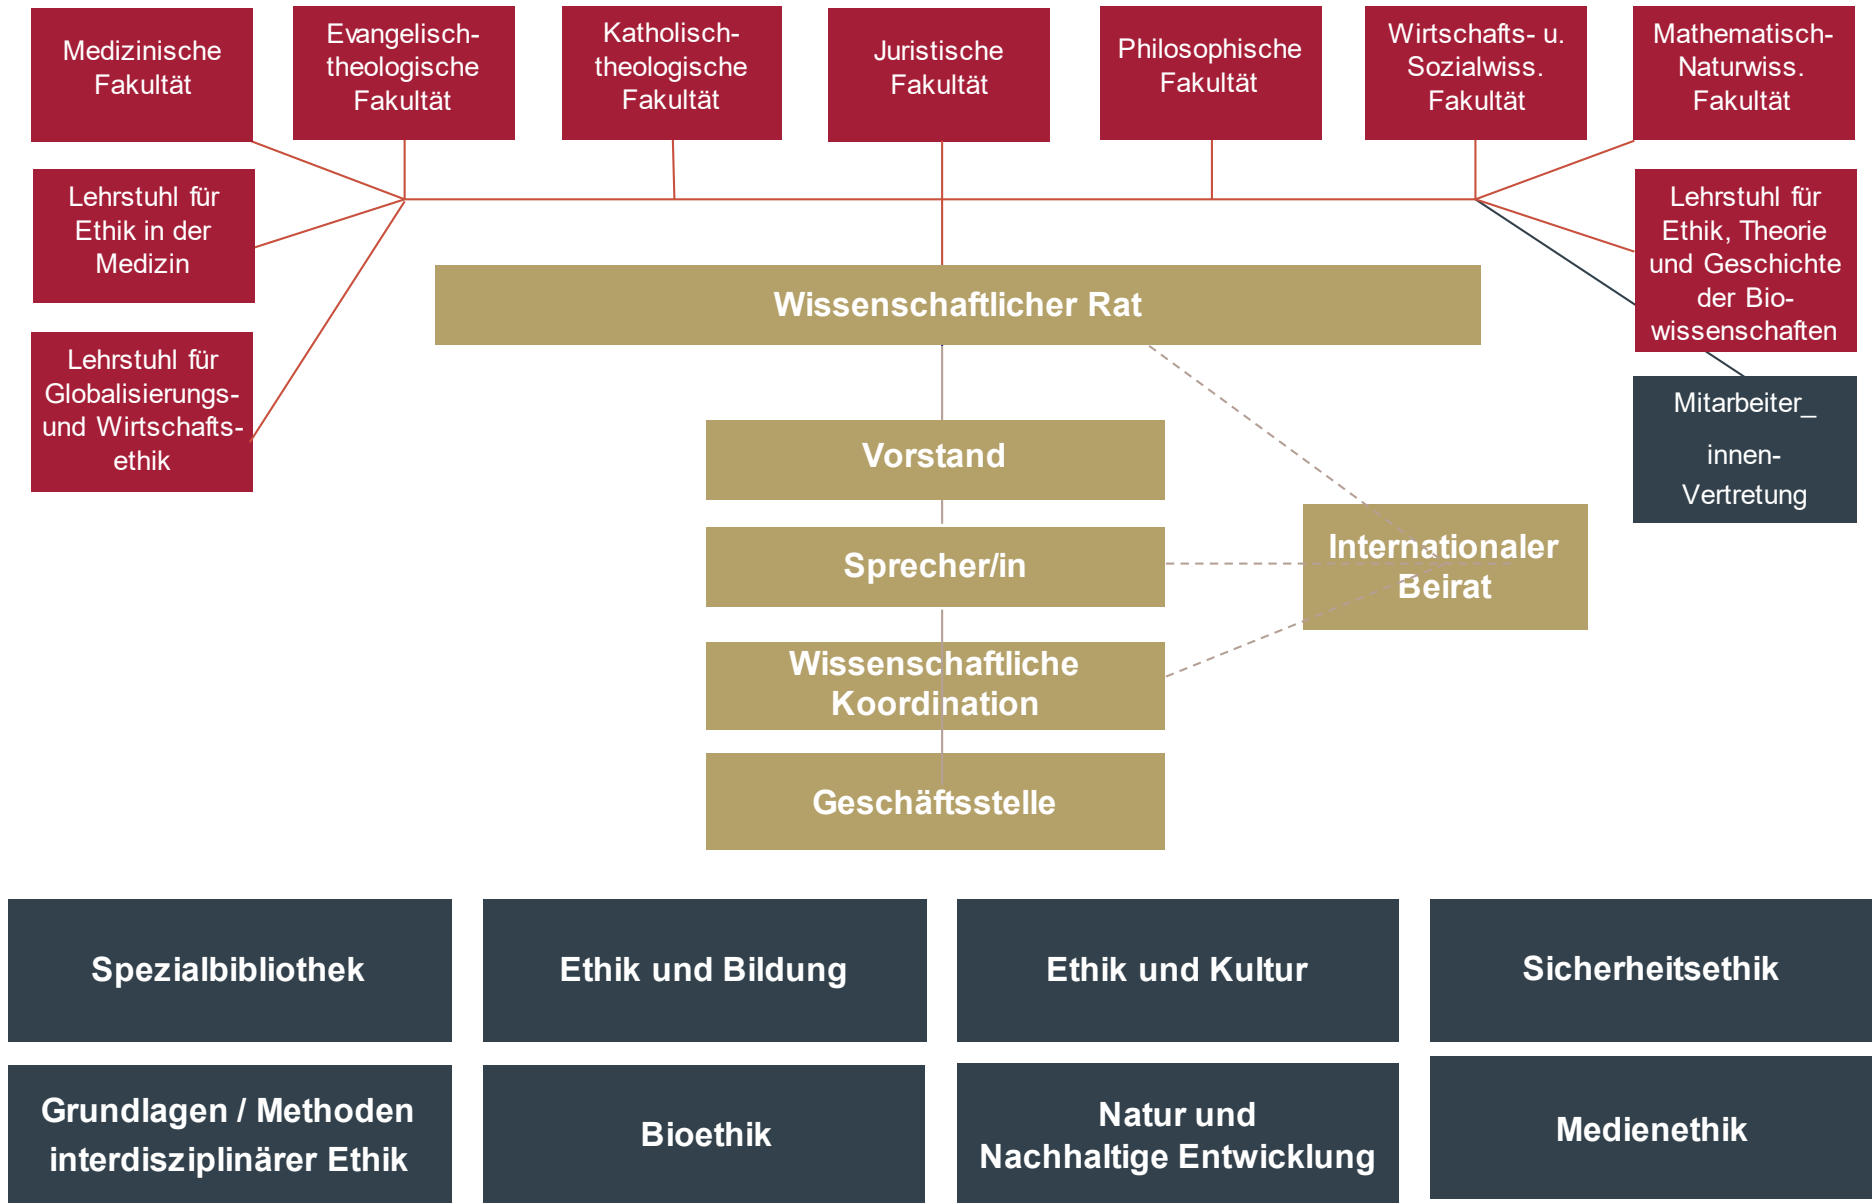 Medizinische
Fakultät
Evangelisch-
theologische
Fakultät
Katholisch-
theologische
Fakultät
Juristische
Fakultät
Philosophische
Fakultät
Wirtschafts- u.
Sozialwiss.
Fakultät
Mathematisch-
Naturwiss.
Fakultät
Lehrstuhl für
Ethik in der
Medizin
Lehrstuhl für
Ethik, Theorie
und Geschichte
der Bio-
wissenschaften
Wissenschaftlicher Rat
Lehrstuhl für
Globalisierungs-
und Wirtschafts-
ethik
Mitarbeiter_
innen-
Vertretung
Vorstand
Sprecher/in
Internationaler
Beirat
Wissenschaftliche
Koordination
Geschäftsstelle
Spezialbibliothek
Ethik und Bildung
Ethik und Kultur
Sicherheitsethik
Grundlagen / Methoden
interdisziplinärer Ethik
Bioethik
Natur und
Nachhaltige Entwicklung
Medienethik